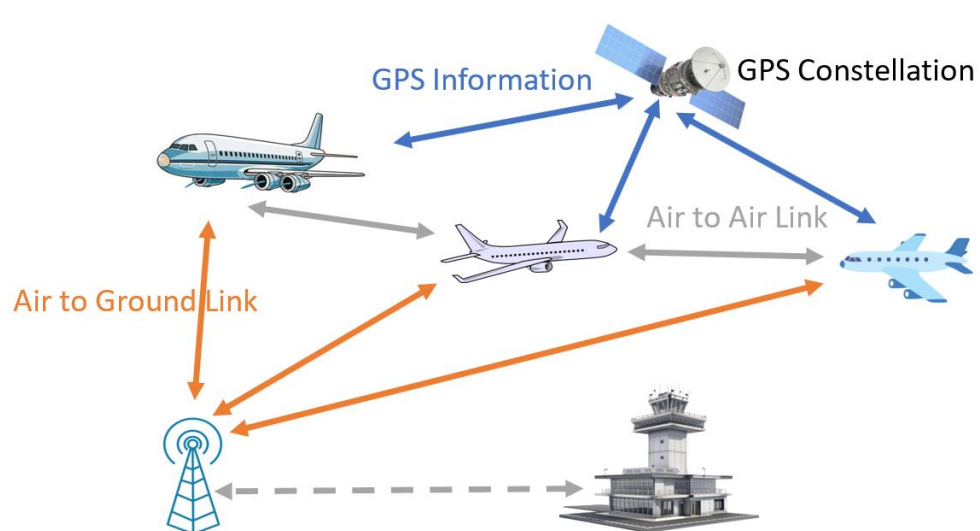 GPS Information
GPS Constellation
Air to Air Link
Air to Ground Link